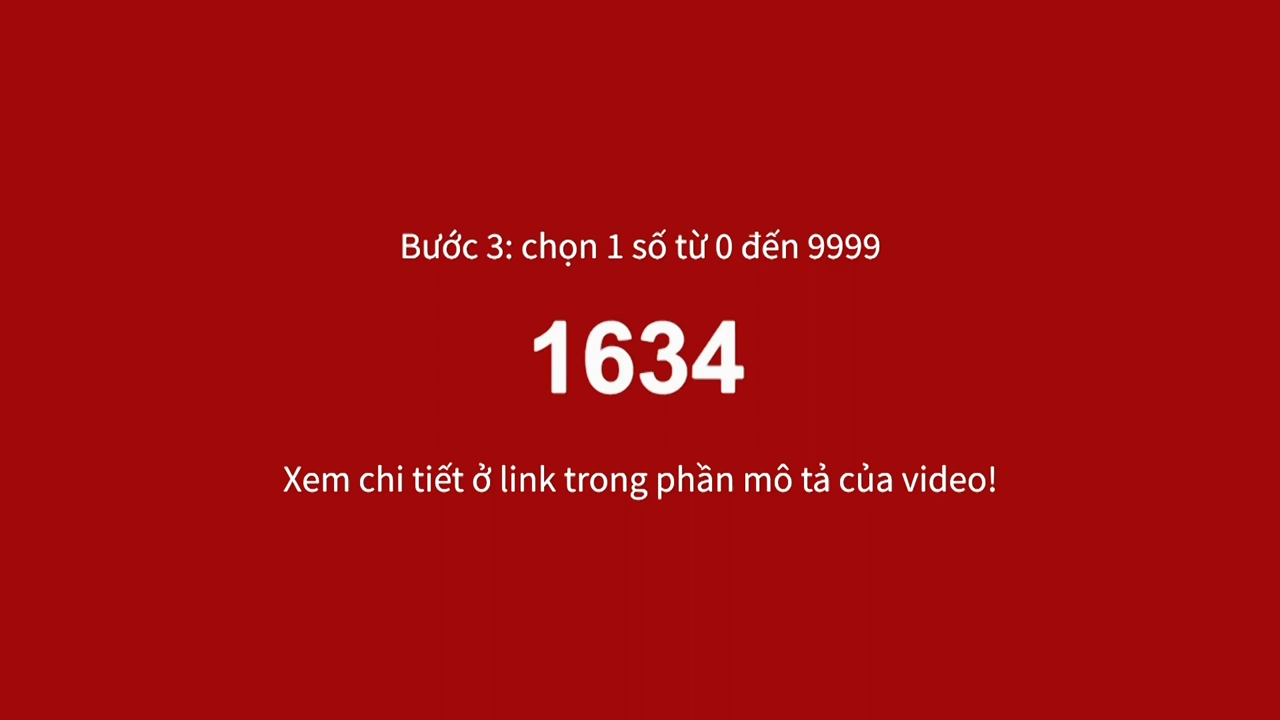 Bước 3: chọn 1 số từ 0 đến 9999
1634
Xem chi tiết ở link trong phần mô tả của video!